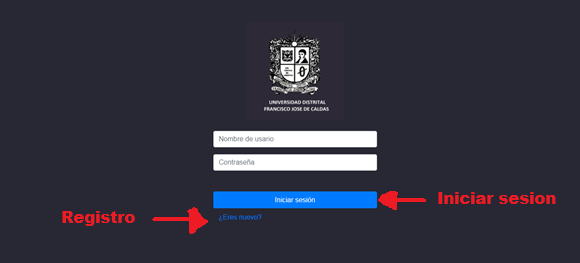 UNIVERSIDAD DISTRITAL
FRANCISCO JOSE DE CALDAS
Nombre de usario
Contraseña
Iniciar sesión
Iniciar sesion
Registro
¿Eres nuevo?